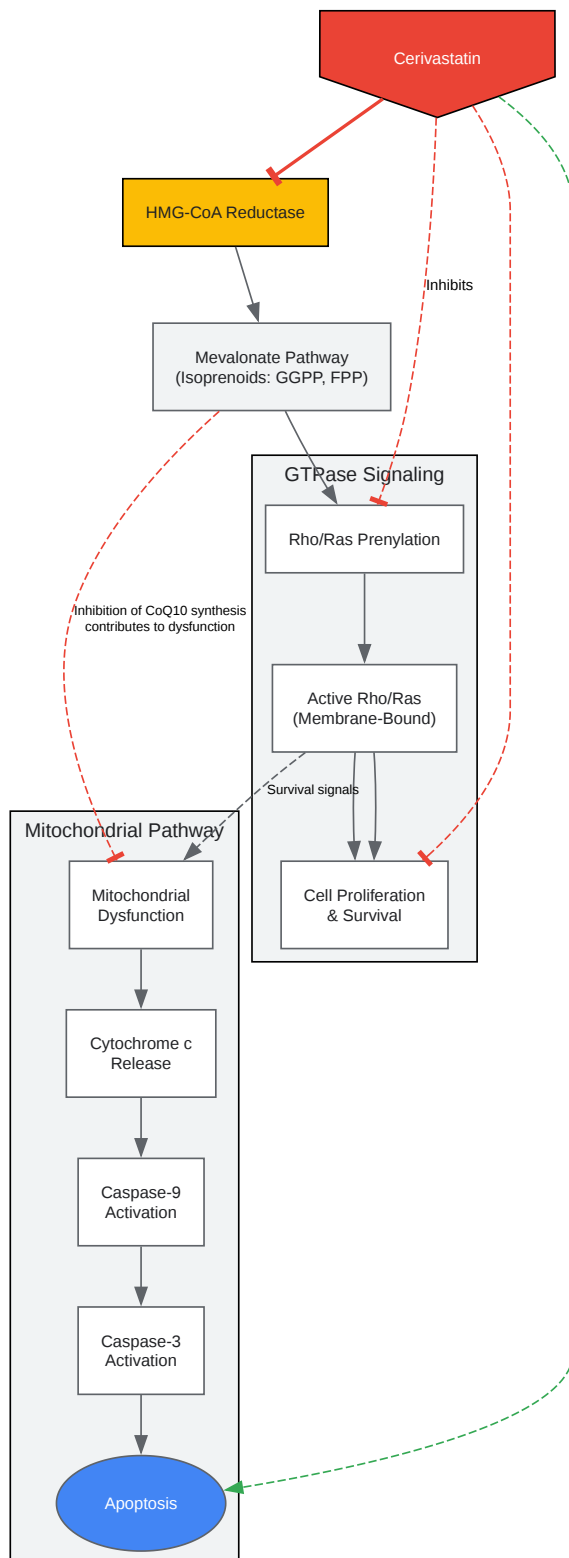 Cerivastatin
HMG-CoA Reductase
Inhibits
Mevalonate Pathway
(Isoprenoids: GGPP, FPP)
GTPase Signaling
Rho/Ras Prenylation
Inhibition of CoQ10 synthesis
contributes to dysfunction
Active Rho/Ras
(Membrane-Bound)
Survival signals
Mitochondrial Pathway
Mitochondrial
Dysfunction
Cell Proliferation
& Survival
Cytochrome c
Release
Caspase-9
Activation
Caspase-3
Activation
Apoptosis